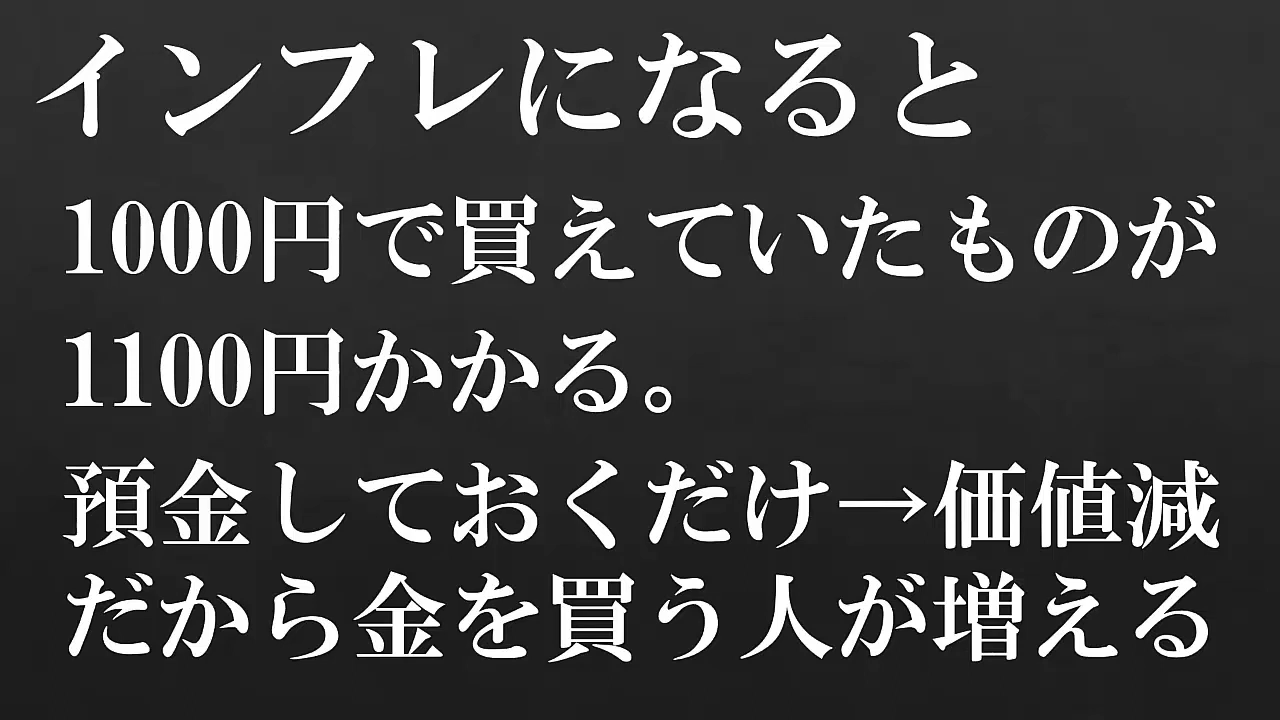 インフレになると
1000円で買えていたものが
1100円かかる。
預金しておくだけ→価値減
だから金を買う人が増える